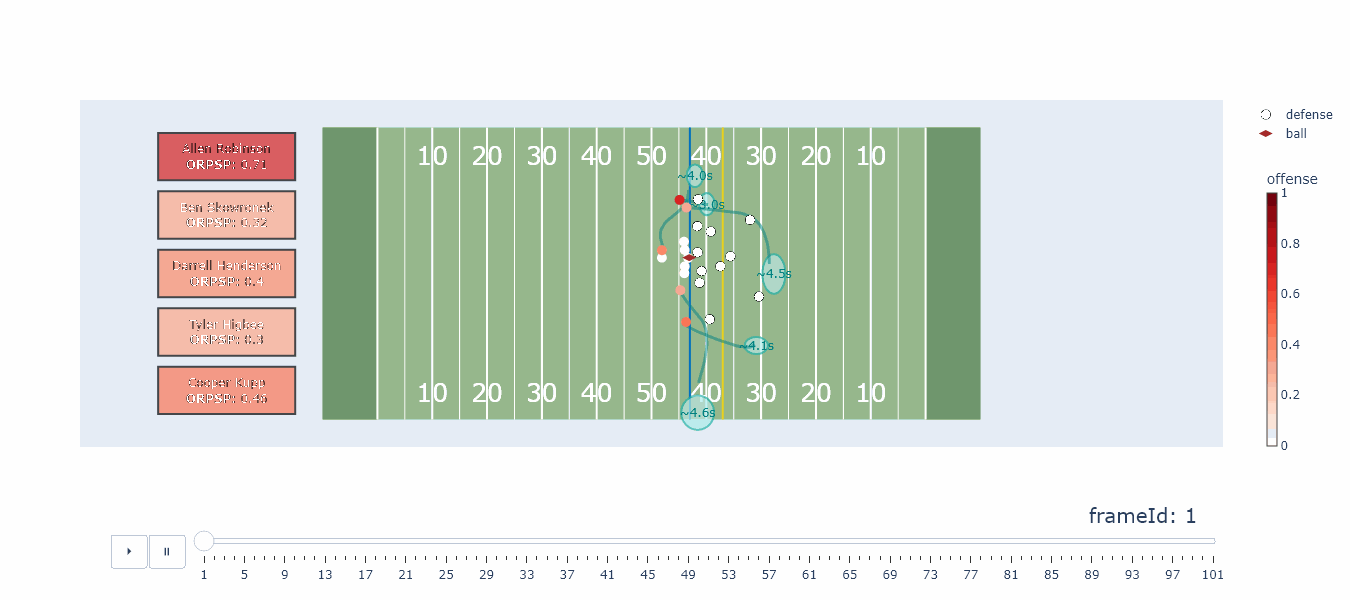 defense
ball
offense
1
0.8
0.6
0.4
0.2
0
Allen Robinson
ORPSP: 0.71
Ben Skowronek
ORPSP: 0.32
Darrell Henderson
ORPSP: 0.4
Tyler Higbee
ORPSP: 0.3
Cooper Kupp
ORPSP: 0.46
10 20 30 40 50 40 30 20 10
~4.0s
~3.0s
~4.5s
~4.1s
10 20 30 40 50 40 30 20 10
~4.6s
frameId: 1
1 5 9 13 17 21 25 29 33 37 41 45 49 53 57 61 65 69 73 77 81 85 89 93 97 101